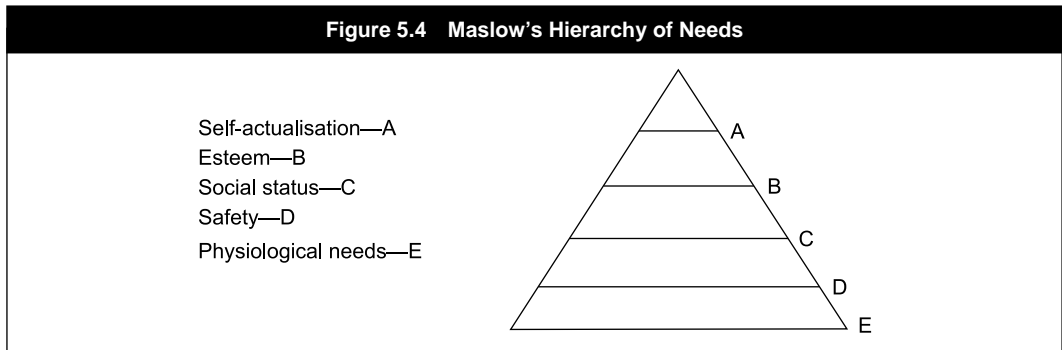 Figure 5.4 Maslow’s Hierarchy of Needs
Self-actualisation—A
Esteem—B
Social status—C
Safety—D
Physiological needs—E
A
B
C
D
E